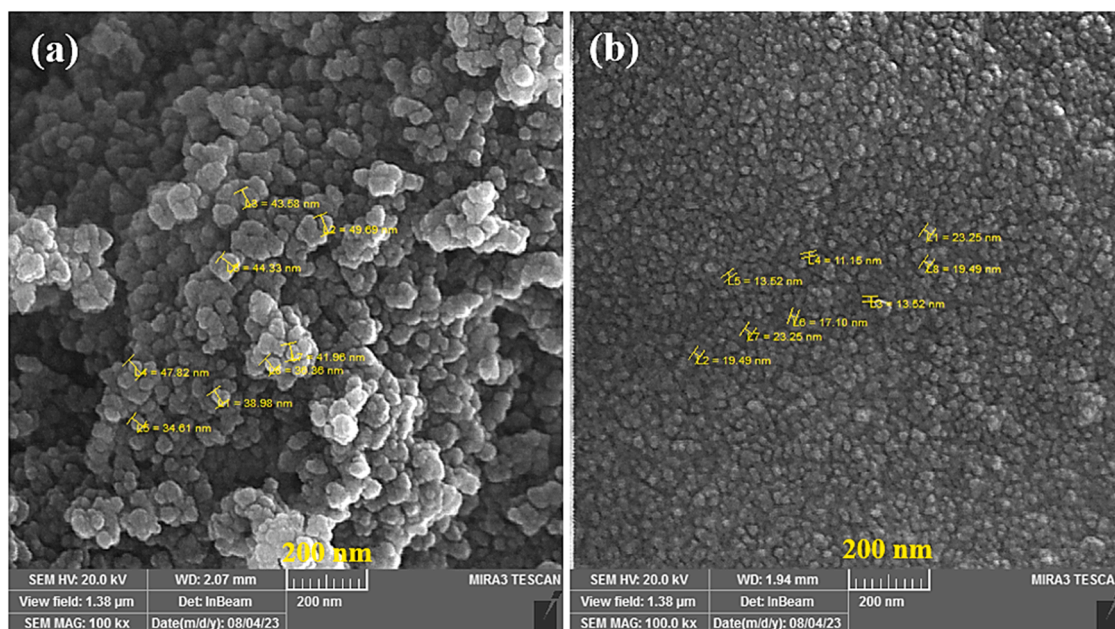 (a)
L3 = 43.58 nm
L2 = 49.69 nm
44.33 nm
L7 = 41.96 nm
L4 = 47.82 nm
L1 = 38.98 nm
L5 = 34.61 nm
200 nm
SEM HV: 20.0 kV WD: 2.07 mm MIRA3 TESCAN
View field: 1.38 µm Det: InBeam 200 nm
SEM MAG: 100 kx Date(m/d/y): 08/04/23
(b)
L1 = 23.25 nm
L4 = 11.15 nm
L8 = 19.49 nm
L5 = 13.52 nm
L3 = 13.52 nm
L6 = 17.10 nm
L7 = 23.25 nm
L2 = 19.49 nm
200 nm
SEM HV: 20.0 kV WD: 1.94 mm MIRA3 TESCAN
View field: 1.38 µm Det: InBeam 200 nm
SEM MAG: 100.0 kx Date(m/d/y): 08/04/23